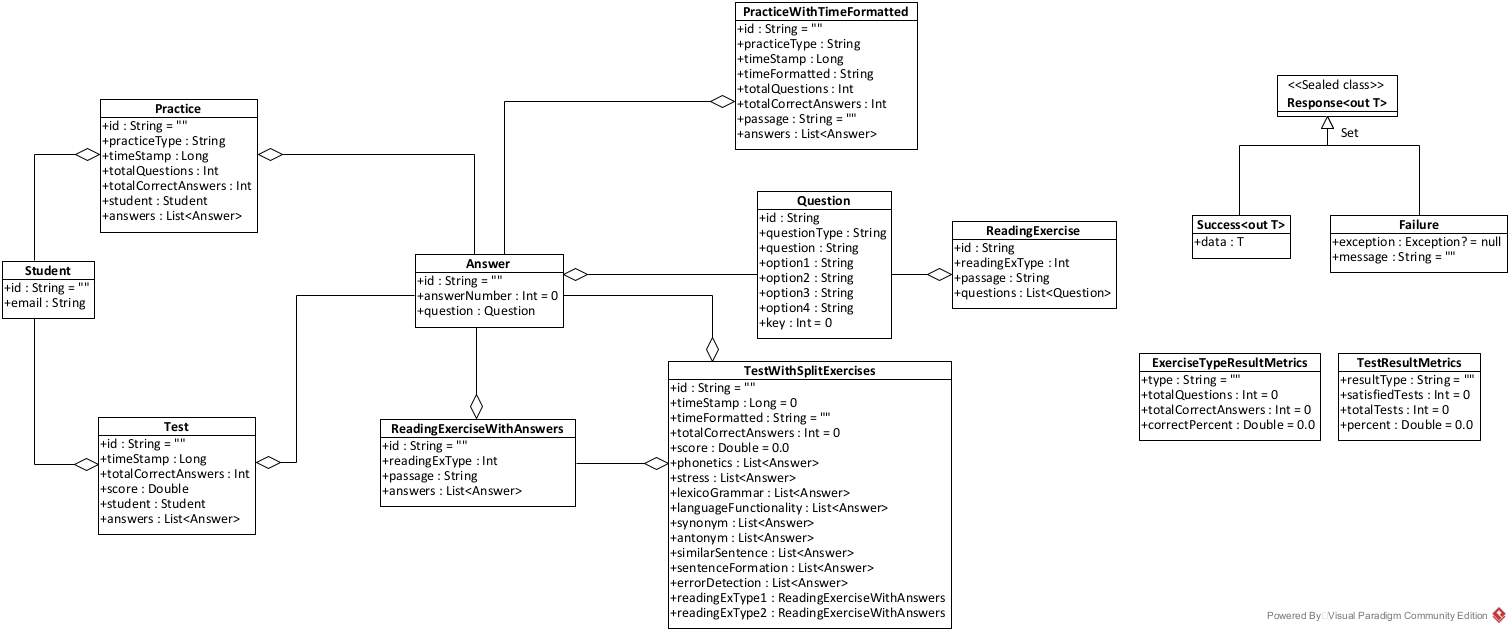 PracticeWithTimeFormatted
+id : String = ""
+practiceType : String
+timeStamp : Long
+timeFormatted : String
+totalQuestions : Int
+totalCorrectAnswers : Int
+passage : String = ""
+answers : List<Answer>
<<Sealed class>>
Response<out T>
Set
Practice
+id : String = ""
+practiceType : String
+timeStamp : Long
+totalQuestions : Int
+totalCorrectAnswers : Int
+student : Student
+answers : List<Answer>
Question
+id : String
+questionType : String
+question : String
+option1 : String
+option2 : String
+option3 : String
+option4 : String
+key : Int = 0
ReadingExercise
+id : String
+readingExType : Int
+passage : String
+questions : List<Question>
Success<out T>
+data : T
Failure
+exception : Exception? = null
+message : String = ""
Student
+id : String = ""
+email : String
Answer
+id : String = ""
+answerNumber : Int = 0
+question : Question
Test
+id : String = ""
+timeStamp : Long
+totalCorrectAnswers : Int
+score : Double
+student : Student
+answers : List<Answer>
ReadingExerciseWithAnswers
+id : String = ""
+readingExType : Int
+passage : String
+answers : List<Answer>
TestWithSplitExercises
+id : String = ""
+timeStamp : Long = 0
+timeFormatted : String = ""
+totalCorrectAnswers : Int = 0
+score : Double = 0.0
+phonetics : List<Answer>
+stress : List<Answer>
+lexicoGrammar : List<Answer>
+languageFunctionality : List<Answer>
+synonym : List<Answer>
+antonym : List<Answer>
+similarSentence : List<Answer>
+sentenceFormation : List<Answer>
+errorDetection : List<Answer>
+readingExType1 : ReadingExerciseWithAnswers
+readingExType2 : ReadingExerciseWithAnswers
ExerciseTypeResultMetrics
+type : String = ""
+totalQuestions : Int = 0
+totalCorrectAnswers : Int = 0
+correctPercent : Double = 0.0
TestResultMetrics
+resultType : String = ""
+satisfiedTests : Int = 0
+totalTests : Int = 0
+percent : Double = 0.0
Powered By Visual Paradigm Community Edition